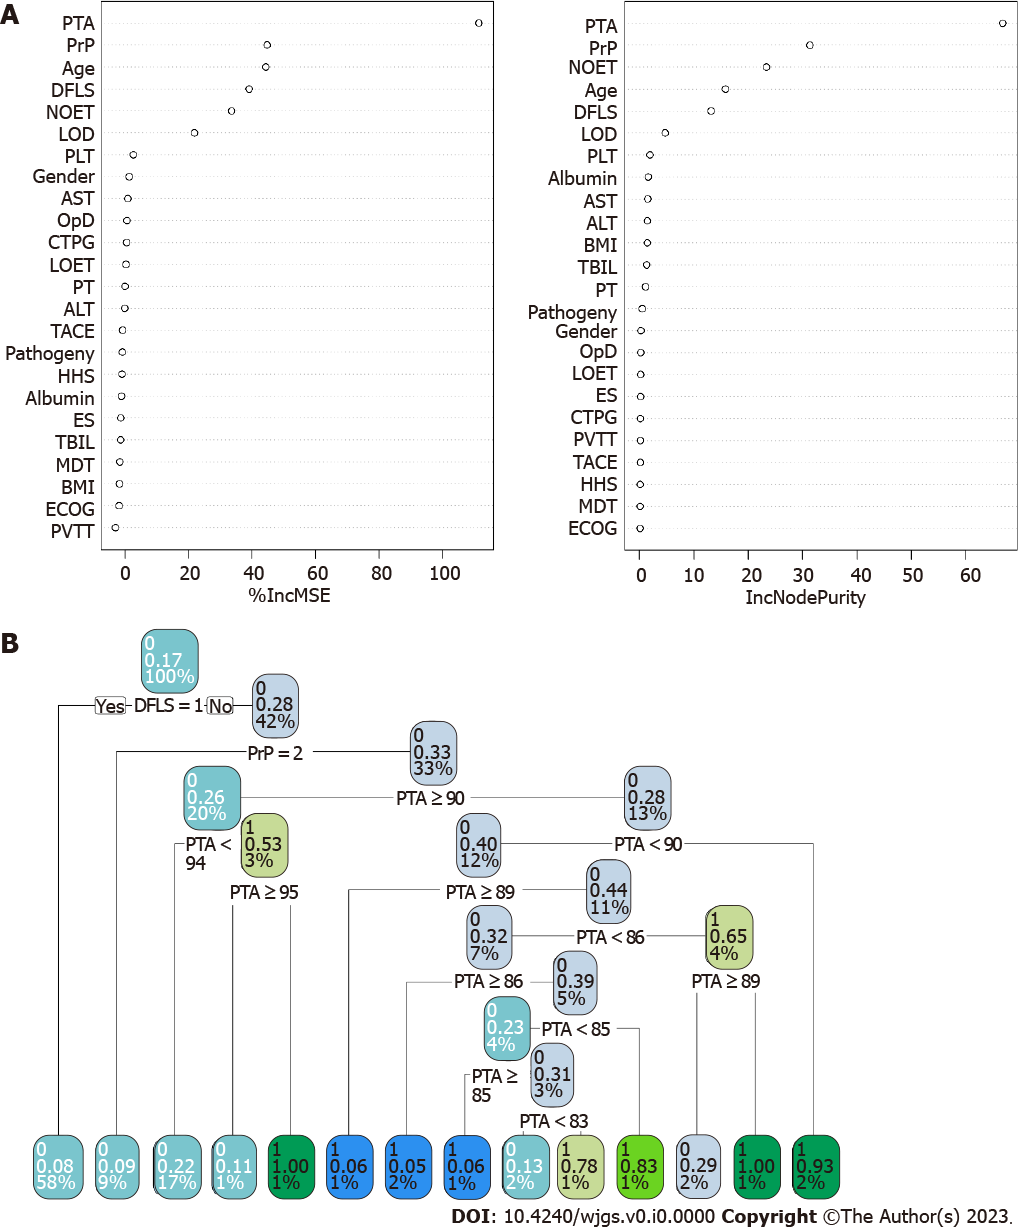 A
PTA
PrP
Age
DFLS
NOET
LOD
PLT
Gender
AST
OpD
CTPG
LOET
PT
ALT
TACE
Pathogeny
HHS
Albumin
ES
TBIL
MDT
BMI
ECOG
PVTT
0 20 40 60 80 100
%IncMSE
PTA
PrP
NOET
Age
DFLS
LOD
PLT
Albumin
AST
ALT
BMI
TBIL
PT
Pathogeny
Gender
OpD
LOET
ES
CTPG
PVTT
TACE
HHS
MDT
ECOG
0 10 20 30 40 50 60
IncNodePurity
B
0
0.17
100%
Yes DFLS = 1 No
0
0.28
42%
PrP = 2
0
0.33
33%
PTA ≥ 90
0
0.26
20%
0
0.28
13%
PTA <
94
1
0.53
3%
0
0.40
12%
PTA < 90
PTA ≥ 95
PTA ≥ 89
0
0.44
11%
0
0.32
7%
PTA < 86
1
0.65
4%
PTA ≥ 86
0
0.39
5%
PTA ≥ 89
0
0.23
4%
PTA < 85
PTA ≥
85
0
0.31
3%
PTA < 83
0
0.08
58%
0
0.09
9%
0
0.22
17%
0
0.11
1%
1
1.00
1%
1
0.06
1%
1
0.05
2%
1
0.06
1%
0
0.13
2%
1
0.78
1%
1
0.83
1%
0
0.29
2%
1
1.00
1%
1
0.93
2%
DOI: 10.4240/wjgs.v0.i0.0000 Copyright ©The Author(s) 2023.